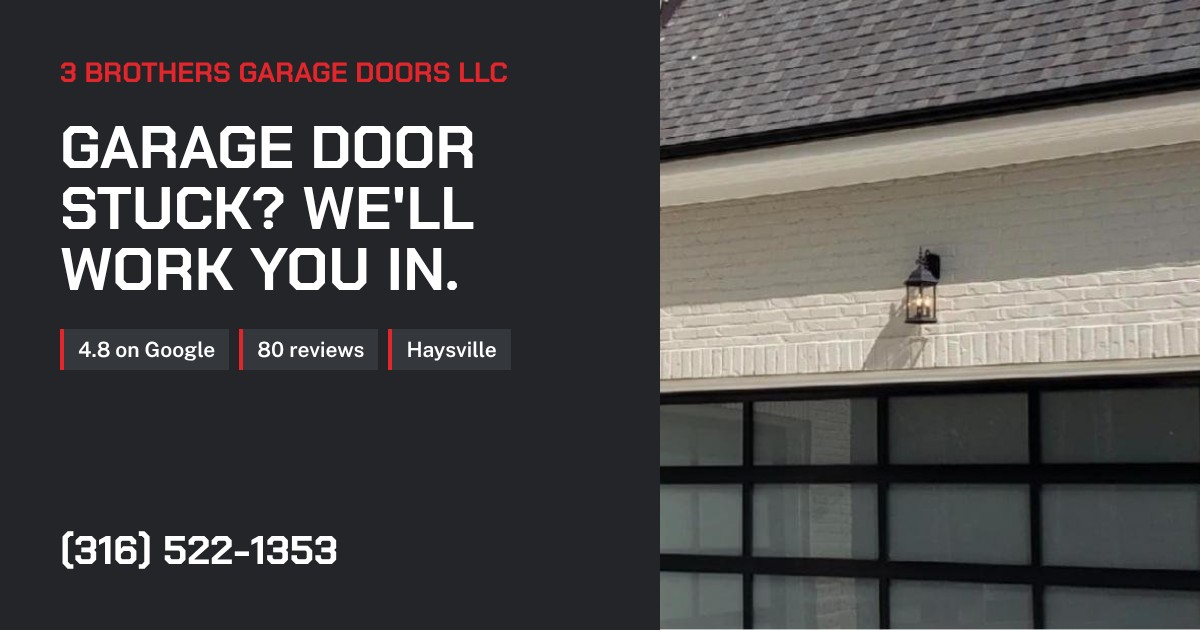 3 BROTHERS GARAGE DOORS LLC
GARAGE DOOR
STUCK? WE'LL
WORK YOU IN.
4.8 on Google
80 reviews
Haysville
(316) 522-1353